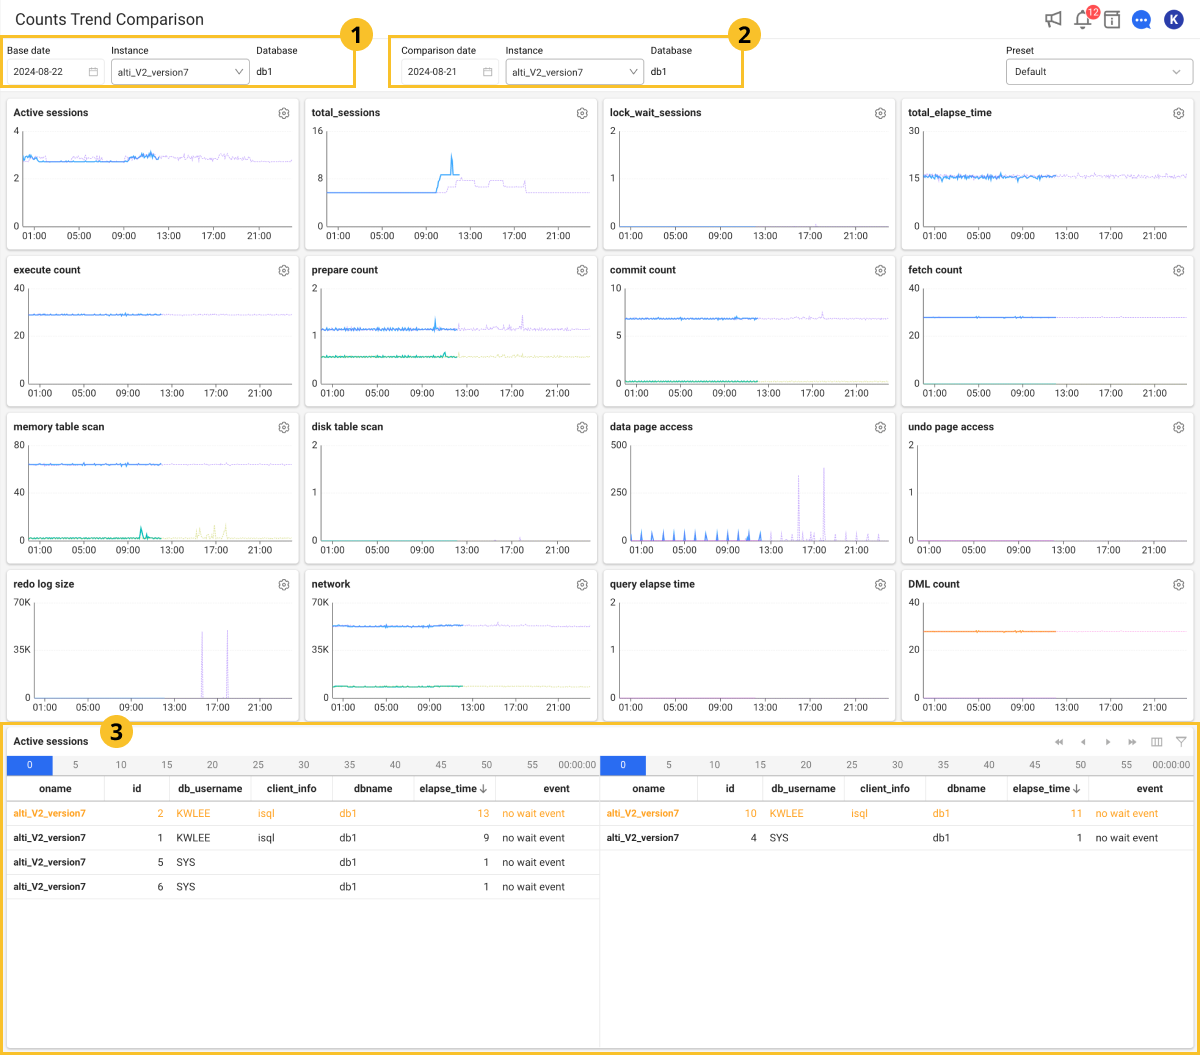 Counts Trend Comparison
12
K
1
2
Base date
Instance
Database
Comparison date
Instance
Database
Preset
2024-08-22
alti_V2_version7
db1
2024-08-21
alti_V2_version7
db1
Default
Active sessions
4
2
0
01:00 05:00 09:00 13:00 17:00 21:00
total_sessions
16
8
0
01:00 05:00 09:00 13:00 17:00 21:00
lock_wait_sessions
2
1
0
01:00 05:00 09:00 13:00 17:00 21:00
total_elapse_time
30
15
0
01:00 05:00 09:00 13:00 17:00 21:00
execute count
40
20
0
01:00 05:00 09:00 13:00 17:00 21:00
prepare count
2
1
0
01:00 05:00 09:00 13:00 17:00 21:00
commit count
10
5
0
01:00 05:00 09:00 13:00 17:00 21:00
fetch count
40
20
0
01:00 05:00 09:00 13:00 17:00 21:00
memory table scan
80
40
0
01:00 05:00 09:00 13:00 17:00 21:00
disk table scan
2
1
0
01:00 05:00 09:00 13:00 17:00 21:00
data page access
500
250
0
01:00 05:00 09:00 13:00 17:00 21:00
undo page access
2
1
0
01:00 05:00 09:00 13:00 17:00 21:00
redo log size
70K
35K
0
01:00 05:00 09:00 13:00 17:00 21:00
network
70K
35K
0
01:00 05:00 09:00 13:00 17:00 21:00
query elapse time
2
1
0
01:00 05:00 09:00 13:00 17:00 21:00
DML count
40
20
0
01:00 05:00 09:00 13:00 17:00 21:00
3
Active sessions
0 5 10 15 20 25 30 35 40 45 50 55 00:00:00 0 5 10 15 20 25 30 35 40 45 50 55 00:00:00
oname id db_username client_info dbname elapse_time event oname id db_username client_info dbname elapse_time event
alti_V2_version7 2 KWLEE isql db1 13 no wait event alti_V2_version7 10 KWLEE isql db1 11 no wait event
alti_V2_version7 1 KWLEE isql db1 9 no wait event alti_V2_version7 4 SYS db1 1 no wait event
alti_V2_version7 5 SYS db1 1 no wait event
alti_V2_version7 6 SYS db1 1 no wait event